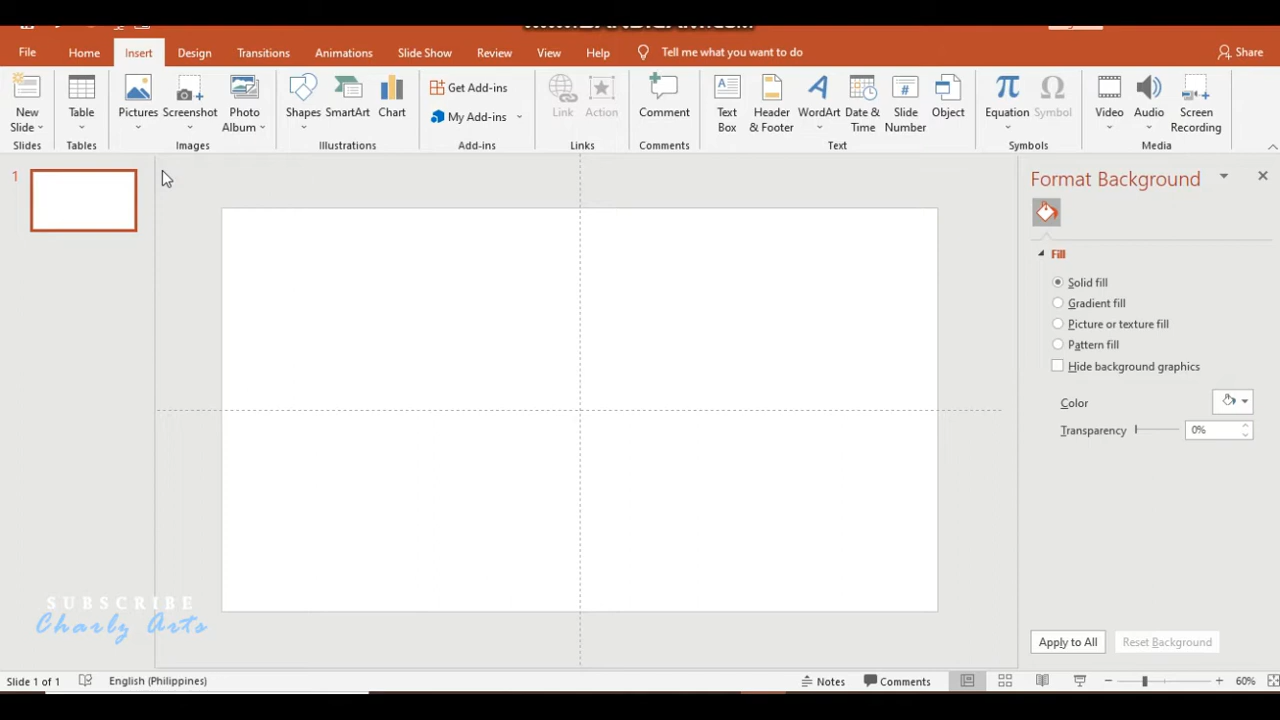 File Home Insert Design Transitions Animations Slide Show Review View Help Tell me what you want to do Share
New Slide Table Pictures Screenshot Photo Album Shapes SmartArt Chart Get Add-ins My Add-ins Link Action Comment Text Box Header & Footer WordArt Date & Time Slide Number Object Equation Symbol Video Audio Screen Recording
Slides Tables Images Illustrations Add-ins Links Comments Text Symbols Media
1
Format Background
Fill
Solid fill
Gradient fill
Picture or texture fill
Pattern fill
Hide background graphics
Color
Transparency 0%
SUBSCRIBE
Charly Arts
Apply to All Reset Background
Slide 1 of 1 English (Philippines) Notes Comments 60%